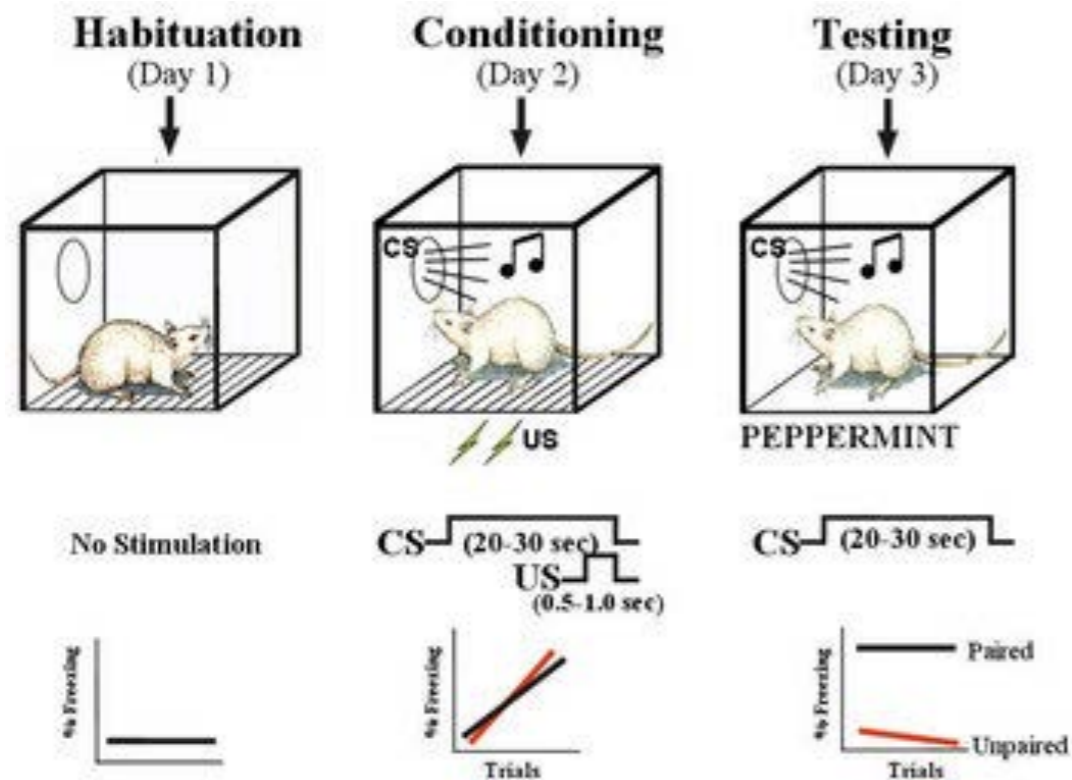 Habituation
(Day 1)
Conditioning
(Day 2)
Testing
(Day 3)
CS
US
CS
PEPPERMINT
No Stimulation
CS
(20-30 sec)
US
(0.5-1.0 sec)
CS
(20-30 sec)
% Freezing
% Freezing
Trials
% Freezing
Paired
Unpaired
Trials